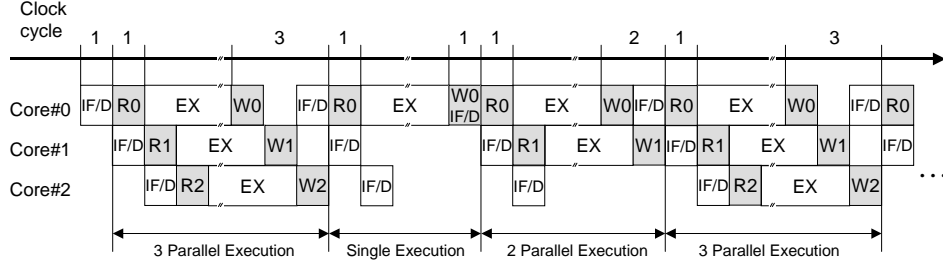 Clock
cycle
1 1 3 1 1 1 2 1 3
Core#0 IF/D R0 EX W0 IF/D R0 EX W0 IF/D R0 EX W0 IF/D R0 EX W0 IF/D R0
Core#1 IF/D R1 EX W1 IF/D IF/D R1 EX W1 IF/D R1 EX W1 IF/D
Core#2 IF/D R2 EX W2 IF/D IF/D IF/D R2 EX W2 ...
3 Parallel Execution Single Execution 2 Parallel Execution 3 Parallel Execution